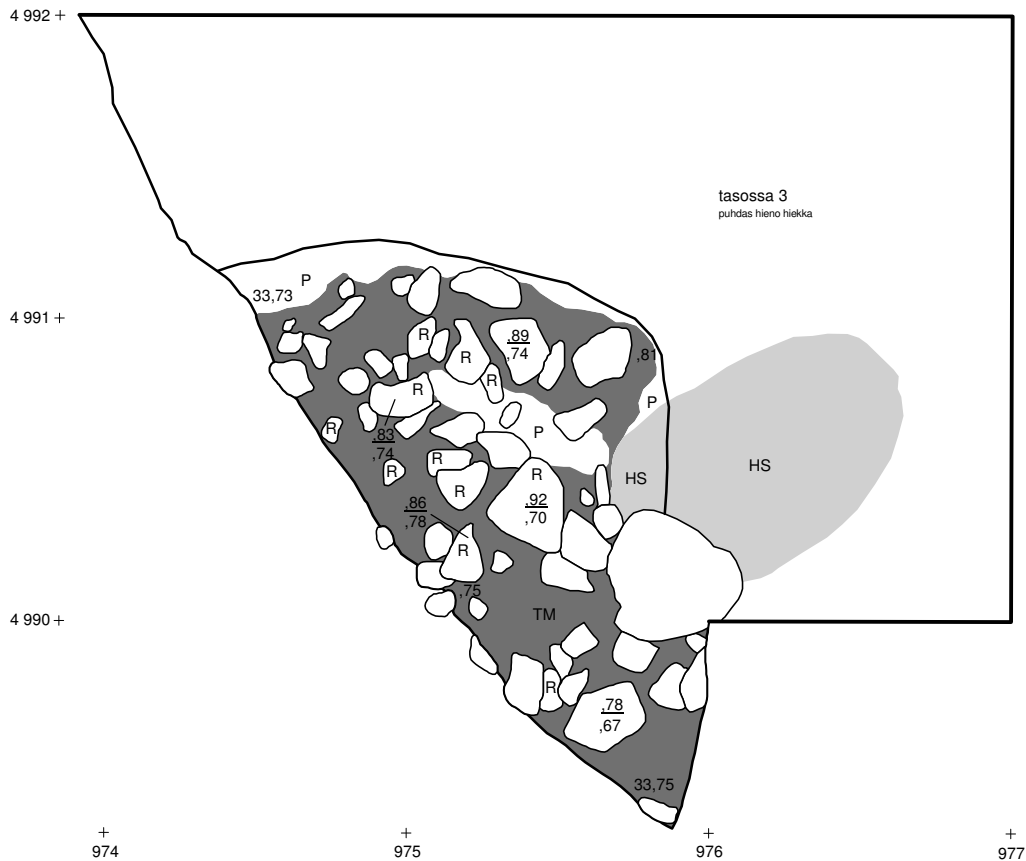 4 992
tasossa 3
puhdas hieno hiekka
P
33,73
4 991
R
,89
,74
R
,81
R
R
P
,83
,74
R
P
R
R
HS
HS
R
R
,92
,70
,86
,78
R
,75
TM
4 990
R
,78
,67
33,75
974
975
976
977